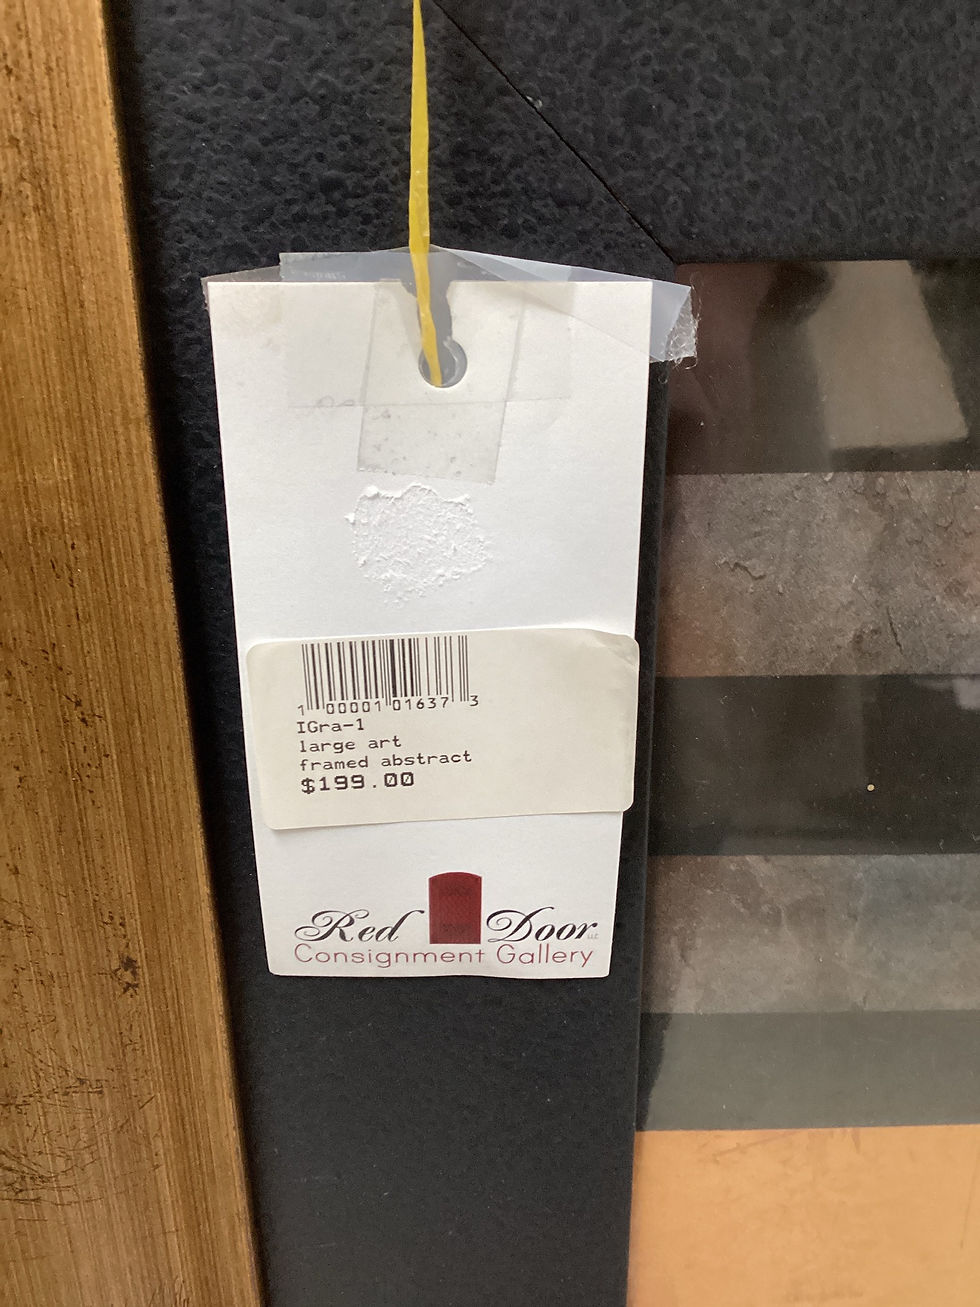 1 00001 01637 3
IGra-1
large art
framed abstract
$199.00
Red Door
Consignment Gallery